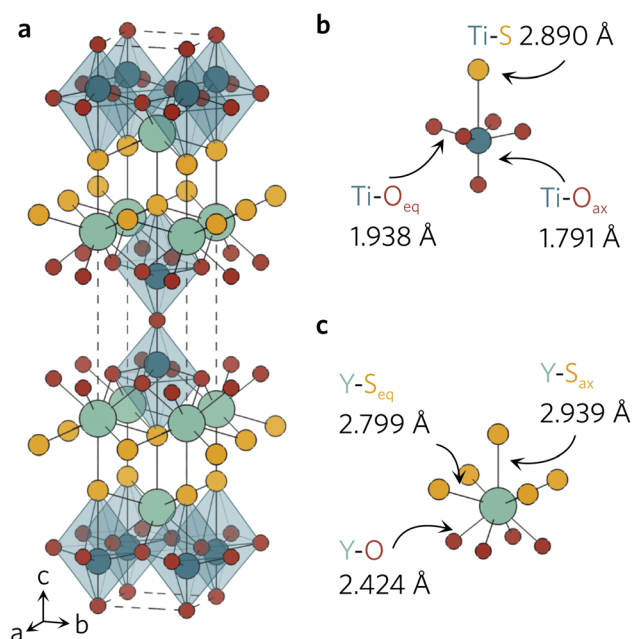 a
c
a
b
b
Ti-S 2.890 Å
Ti-Oeq
1.938 Å
Ti-Oax
1.791 Å
c
Y-Seq
2.799 Å
Y-Sax
2.939 Å
Y-O
2.424 Å